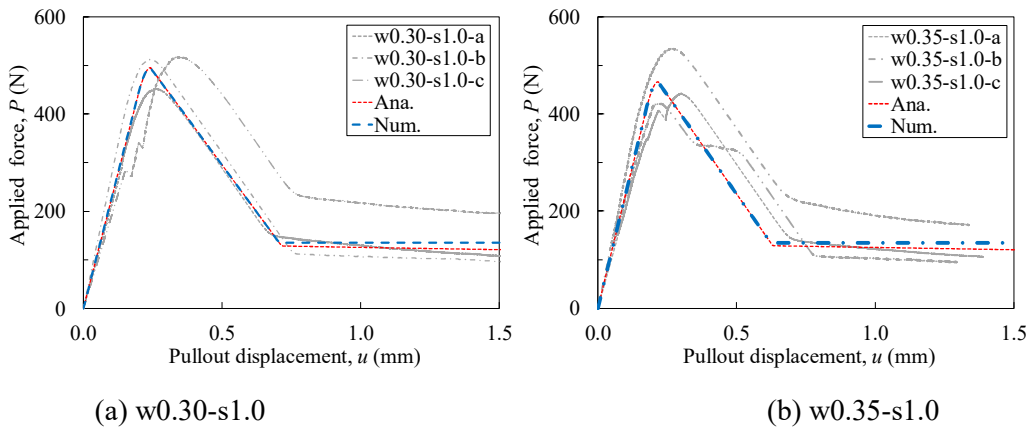 600
400
200
0
Applied force, P (N)
w0.30-s1.0-a
w0.30-s1.0-b
w0.30-s1.0-c
Ana.
Num.
0.0 0.5 1.0 1.5
Pullout displacement, u (mm)
(a) w0.30-s1.0
600
400
200
0
Applied force, P (N)
w0.35-s1.0-a
w0.35-s1.0-b
w0.35-s1.0-c
Ana.
Num.
0.0 0.5 1.0 1.5
Pullout displacement, u (mm)
(b) w0.35-s1.0